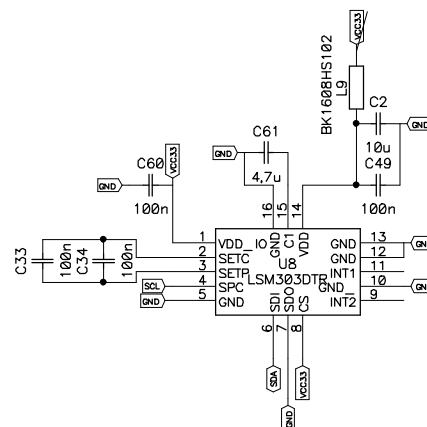 VCC33
BK1608HS102
L9
C2
GND
10u
C49
100n
C61
GND
4,7u
C60
VCC33
GND
100n
16
15
14
GND
C1
VDD
1
VDD_IO
GND
13
GND
2
SETC
GND
12
3
SETP
INT1
11
SCL
4
SPC
GND_
10
GND
GND
5
GND
INT2
9
U8
LSM303DTR
C33
100n
C34
100n
SDI
SDO
CS
6
7
8
SDA
GND
VCC33